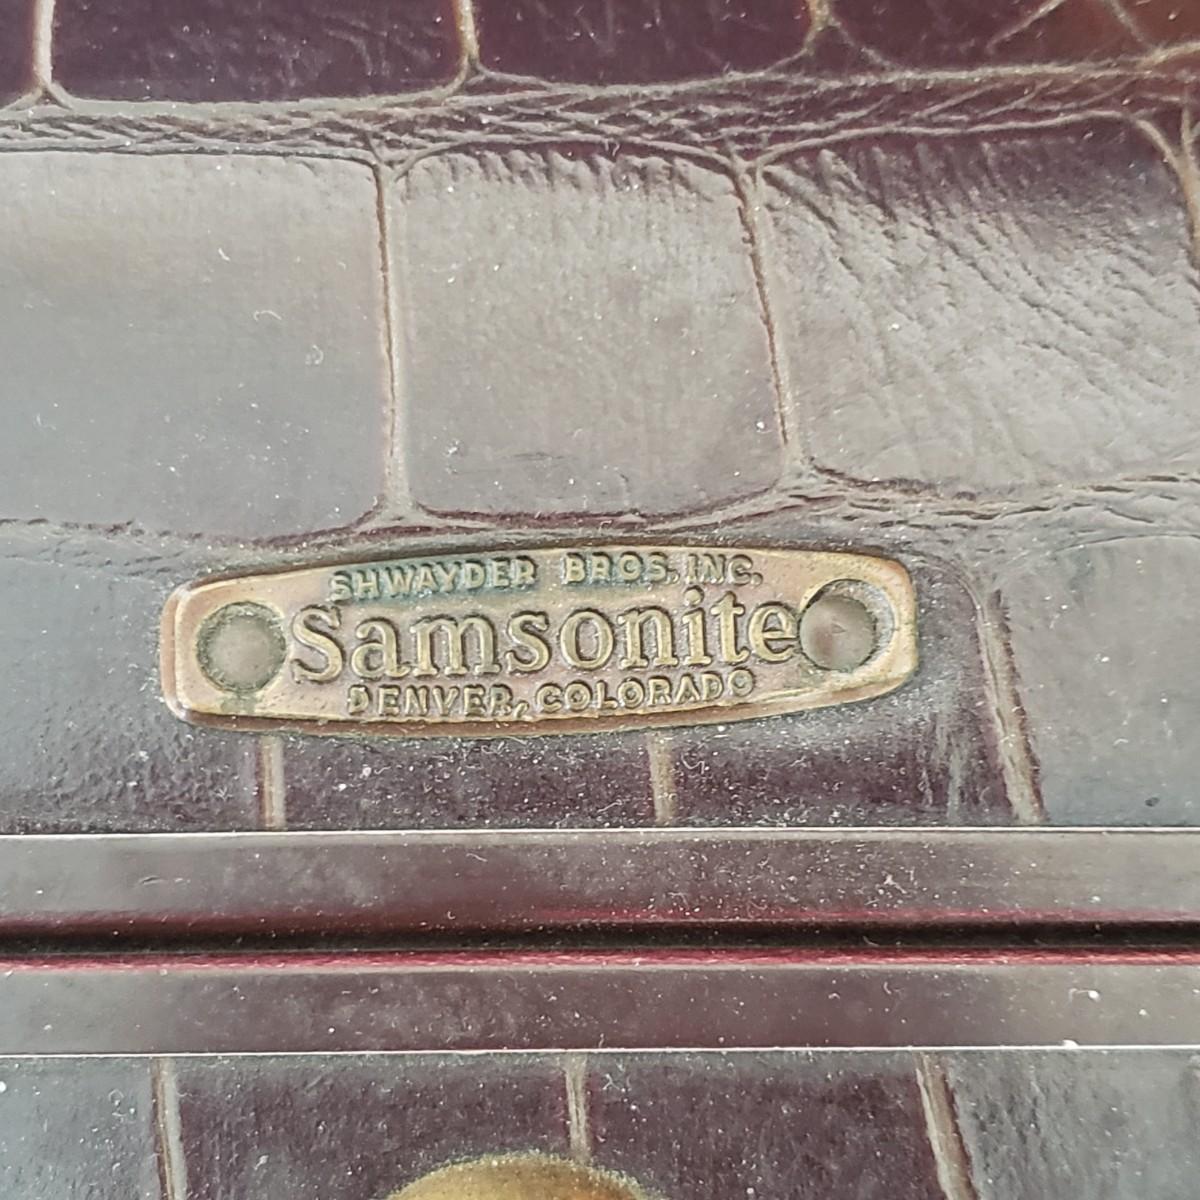 SHWAYDER BROS. INC.
Samsonite
DENVER, COLORADO